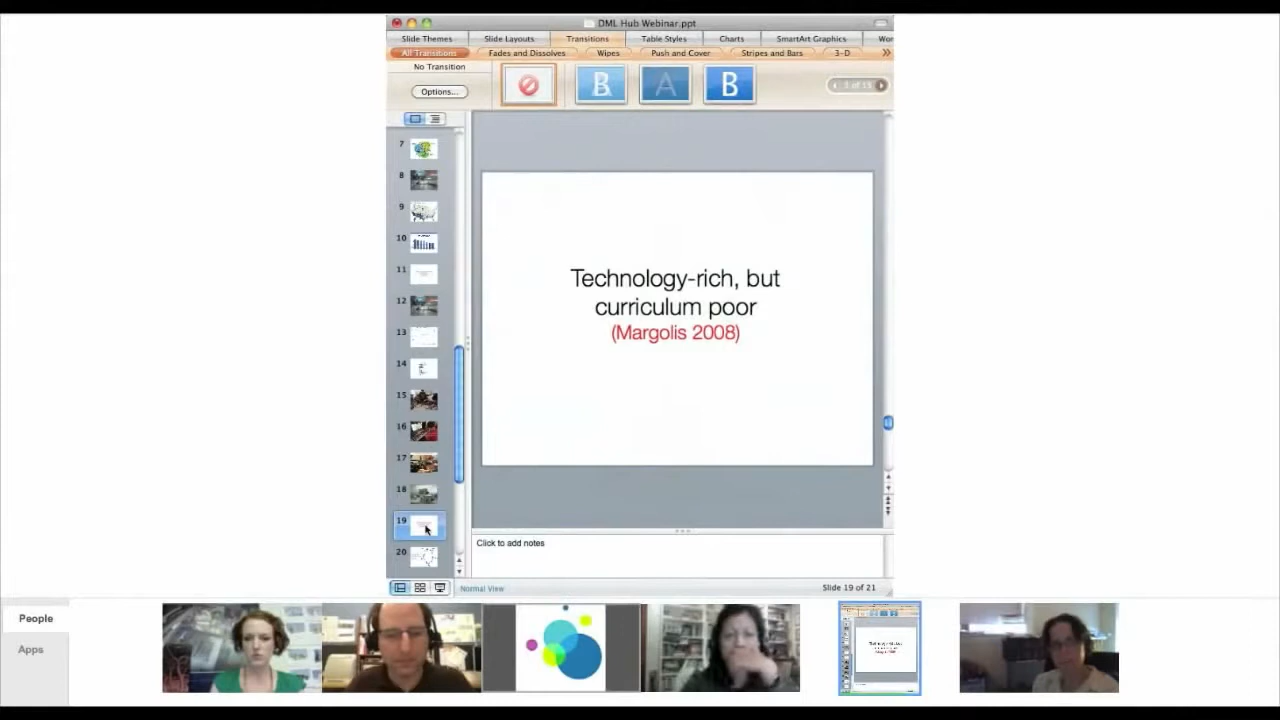 DML Hub Webinar.ppt
Slide Themes
Slide Layouts
Transitions
Table Styles
Charts
SmartArt Graphics
Wor
All Transitions
Fades and Dissolves
Wipes
Push and Cover
Stripes and Bars
3-D
No Transition
Options...
B
A
B
7
8
9
10
11
12
13
14
15
16
17
18
19
20
Technology-rich, but
curriculum poor
(Margolis 2008)
Click to add notes
Normal View
Slide 19 of 21
People
Apps